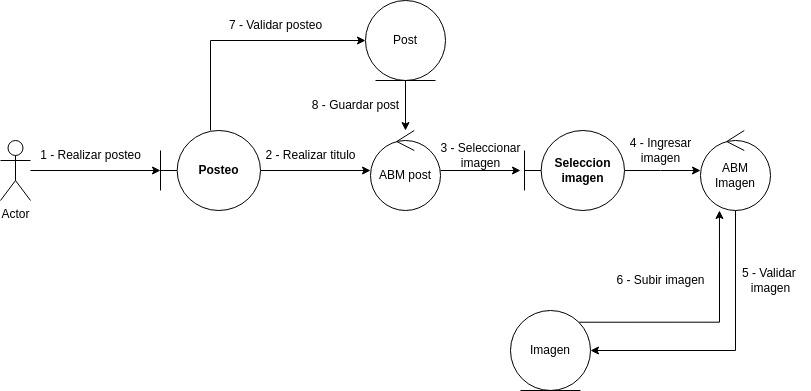 7 - Validar posteo
Post
8 - Guardar post
1 - Realizar posteo
Posteo
2 - Realizar titulo
ABM post
3 - Seleccionar
imagen
Seleccion
imagen
4 - Ingresar
imagen
ABM
Imagen
Actor
6 - Subir imagen
5 - Validar
imagen
Imagen